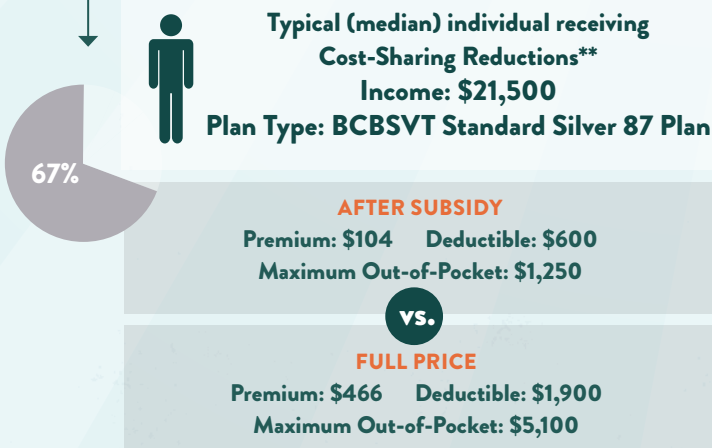 Typical (median) individual receiving
Cost-Sharing Reductions**
Income: $21,500
Plan Type: BCBSVT Standard Silver 87 Plan
67%
AFTER SUBSIDY
Premium: $104 Deductible: $600
Maximum Out-of-Pocket: $1,250
vs.
FULL PRICE
Premium: $466 Deductible: $1,900
Maximum Out-of-Pocket: $5,100